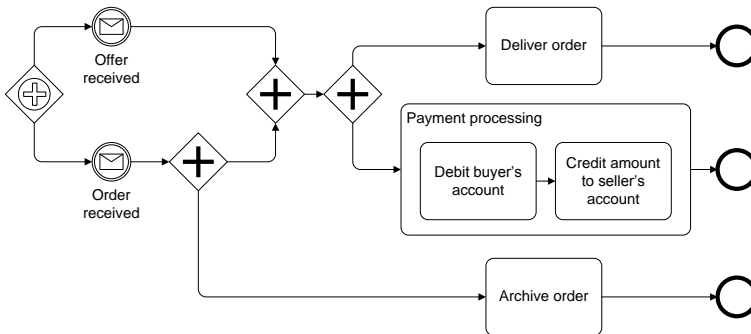 Offer
received
Order
received
Deliver order
Payment processing
Debit buyer's
account
Credit amount
to seller's
account
Archive order